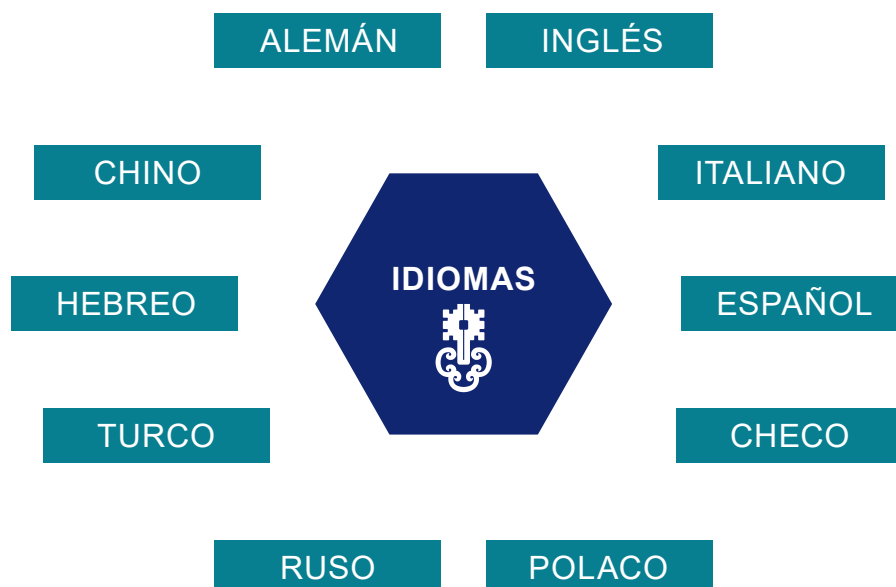 ALEMÁN
INGLÉS
CHINO
ITALIANO
IDIOMAS
HEBREO
ESPAÑOL
TURCO
CHECO
RUSO
POLACO